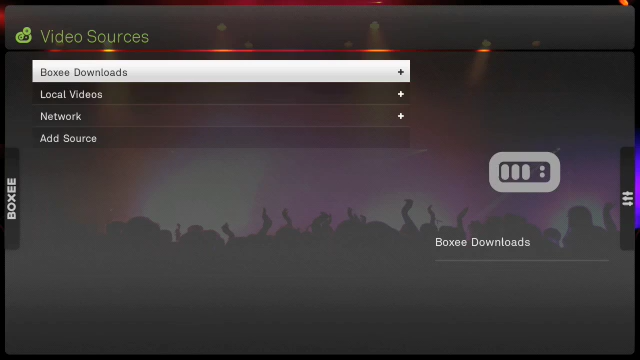 Video Sources
Boxee Downloads +
Local Videos +
Network +
Add Source
BOXEE
Boxee Downloads